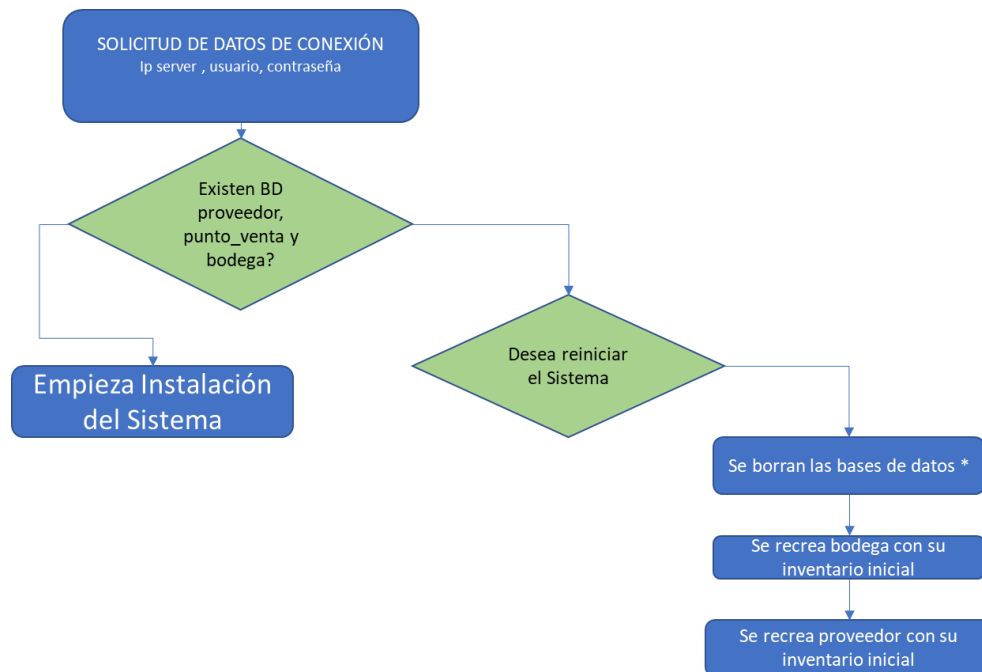 SOLICITUD DE DATOS DE CONEXIÓN
Ip server , usuario, contraseña
Existen BD
proveedor,
punto_venta y
bodega?
Desea reiniciar
el Sistema
Empieza Instalación
del Sistema
Se borran las bases de datos *
Se recrea bodega con su
inventario inicial
Se recrea proveedor con su
inventario inicial